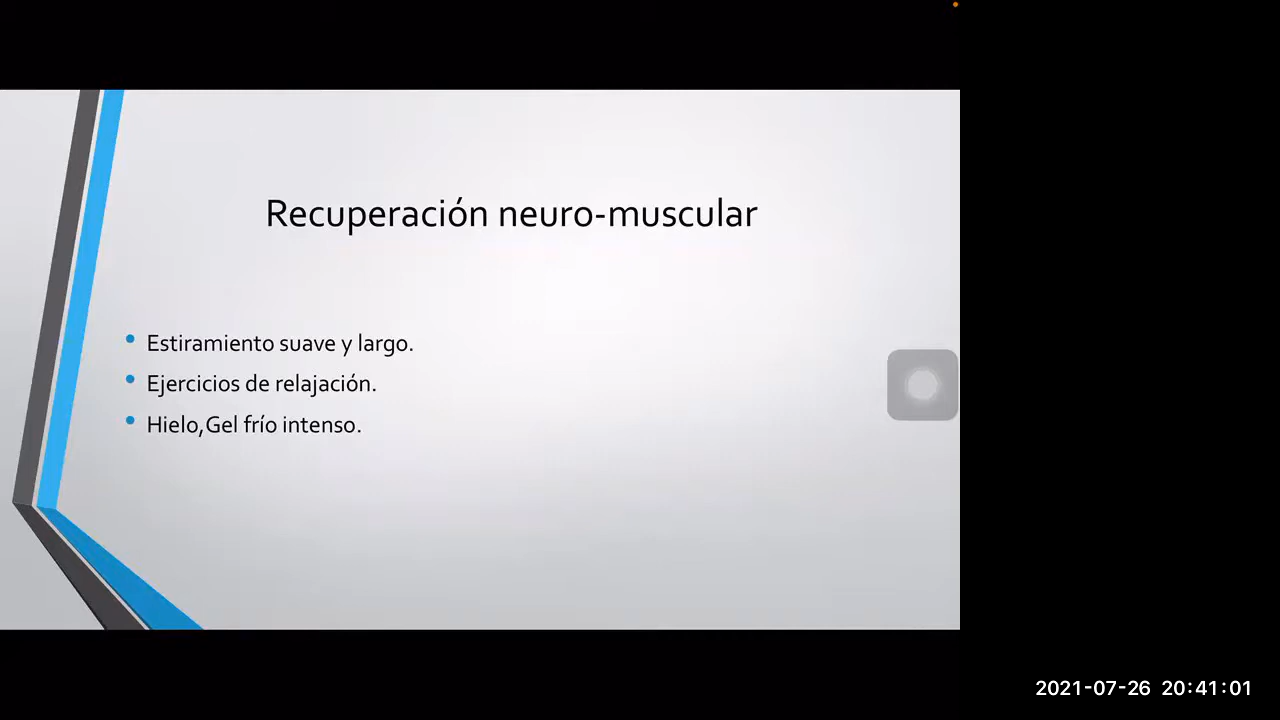 Recuperación neuro-muscular
Estiramiento suave y largo.
Ejercicios de relajación.
Hielo,Gel frío intenso.
2021-07-26 20:41:01